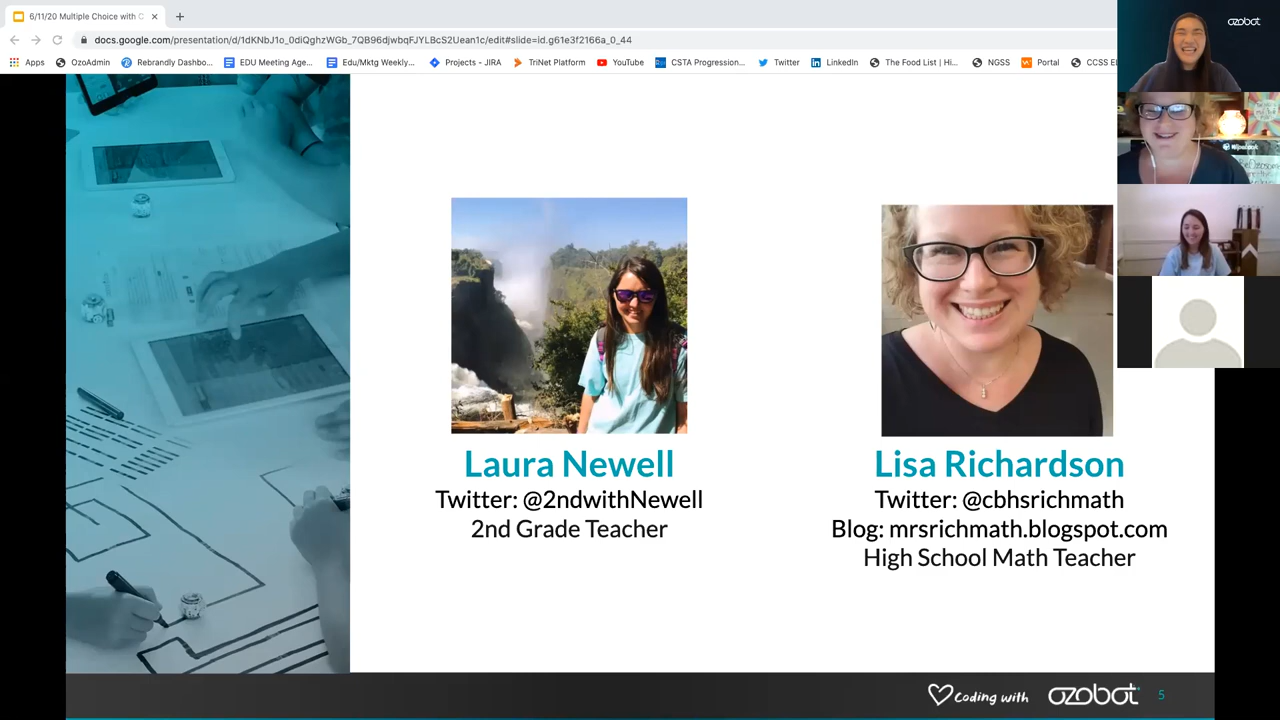 6/11/20 Multiple Choice with C
docs.google.com/presentation/d/1dKNbJ1o_0diQghzWGb_7QB96djwbqFJYLBcS2Uean1c/edit#slide=id.g61e3f2166a_0_44
Apps OzoAdmin Rebrandly Dashbo... EDU Meeting Age... Edu/Mktg Weekly... Projects - JIRA TriNet Platform YouTube CSTA Progression... Twitter LinkedIn The Food List | Hi... NGSS Portal CCSS EL
ozobot
Laura Newell
Twitter: @2ndwithNewell
2nd Grade Teacher
Lisa Richardson
Twitter: @cbhsrichmath
Blog: mrsrichmath.blogspot.com
High School Math Teacher
Coding with ozobot 5